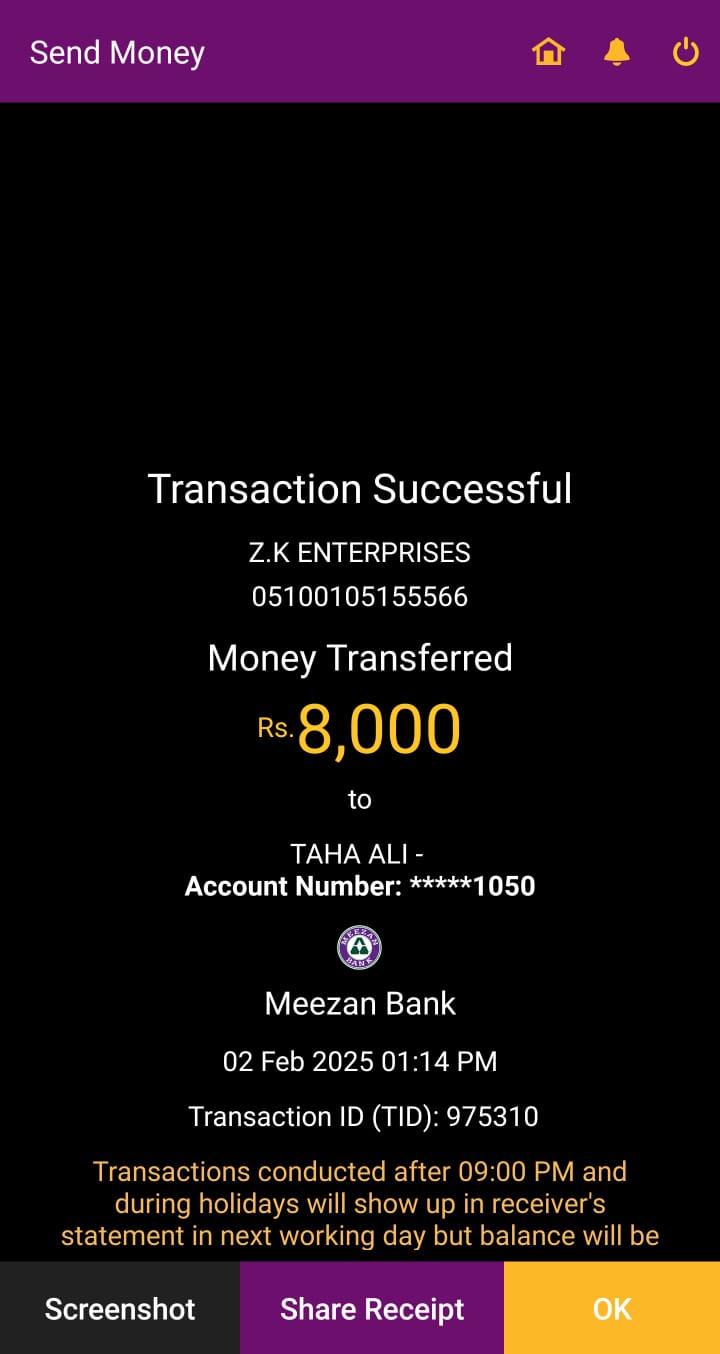 Send Money
Transaction Successful
Z.K ENTERPRISES
05100105155566
Money Transferred
Rs.8,000
to
TAHA ALI -
Account Number: *****1050
MEEZAN BANK
Meezan Bank
02 Feb 2025 01:14 PM
Transaction ID (TID): 975310
Transactions conducted after 09:00 PM and
during holidays will show up in receiver's
statement in next working day but balance will be
Screenshot
Share Receipt
OK